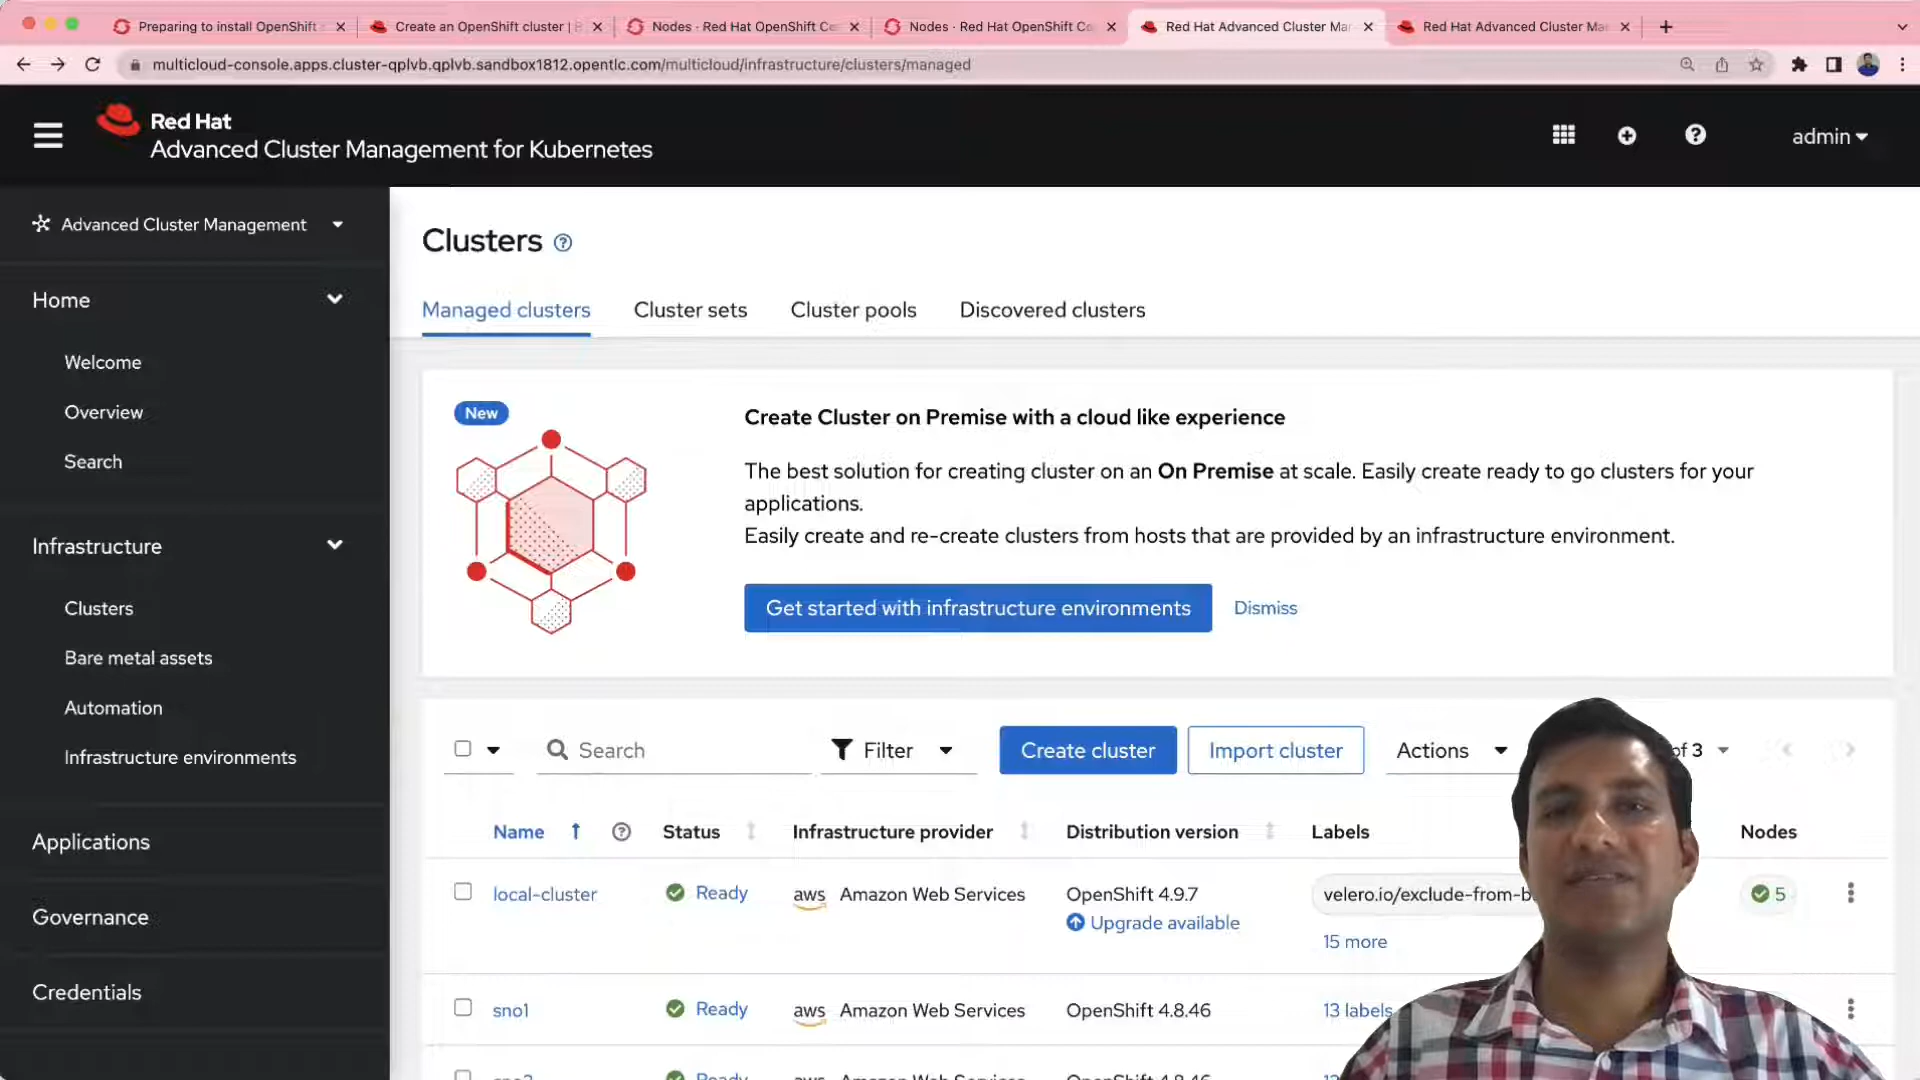 Preparing to install OpenShift
Create an OpenShift cluster |
Nodes · Red Hat OpenShift Co
Nodes · Red Hat OpenShift Co
Red Hat Advanced Cluster Man
Red Hat Advanced Cluster Man
multicloud-console.apps.cluster-qplvb.qplvb.sandbox1812.opentlc.com/multicloud/infrastructure/clusters/managed
Red Hat
Advanced Cluster Management for Kubernetes
admin
Advanced Cluster Management
Home
Welcome
Overview
Search
Infrastructure
Clusters
Bare metal assets
Automation
Infrastructure environments
Applications
Governance
Credentials
Clusters
Managed clusters
Cluster sets
Cluster pools
Discovered clusters
New
Create Cluster on Premise with a cloud like experience
The best solution for creating cluster on an On Premise at scale. Easily create ready to go clusters for your
applications.
Easily create and re-create clusters from hosts that are provided by an infrastructure environment.
Get started with infrastructure environments
Dismiss
Search
Filter
Create cluster
Import cluster
Actions
of 3
Name
Status
Infrastructure provider
Distribution version
Labels
Nodes
local-cluster
Ready
aws Amazon Web Services
OpenShift 4.9.7
Upgrade available
velero.io/exclude-from-b
15 more
5
sno1
Ready
aws Amazon Web Services
OpenShift 4.8.46
13 labels